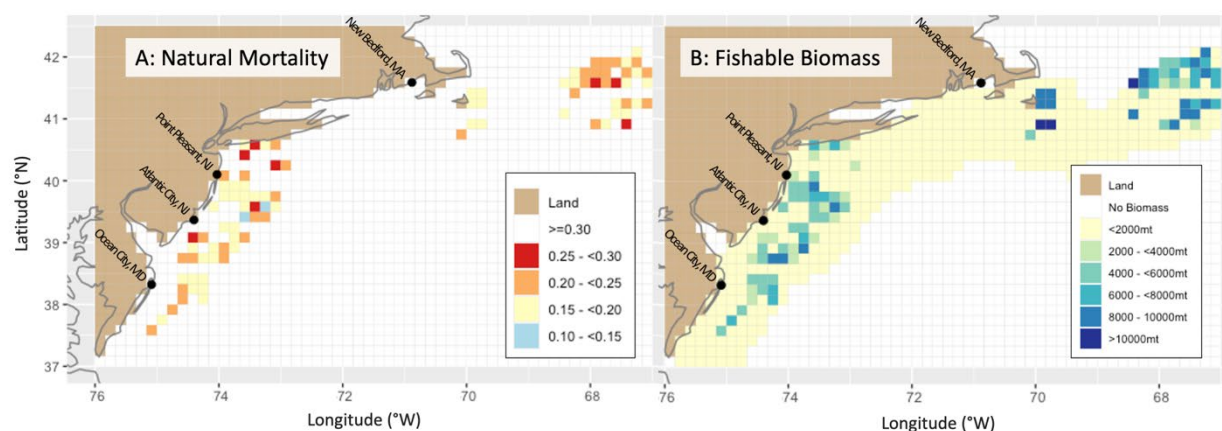 A: Natural Mortality
New Bedford, MA
Point Pleasant, NJ
Atlantic City, NJ
Ocean City, MD
Land
>=0.30
0.25 - <0.30
0.20 - <0.25
0.15 - <0.20
0.10 - <0.15
42
41
40
39
38
37
Latitude (°N)
76
74
72
70
68
Longitude (°W)
B: Fishable Biomass
New Bedford, MA
Point Pleasant, NJ
Atlantic City, NJ
Ocean City, MD
Land
No Biomass
<2000mt
2000 - <4000mt
4000 - <6000mt
6000 - <8000mt
8000 - 10000mt
>10000mt
76
74
72
70
68
Longitude (°W)